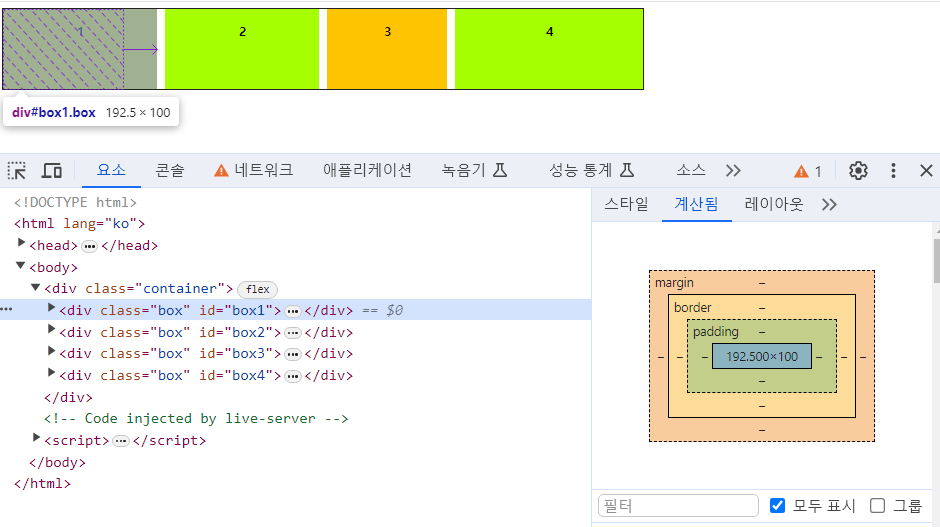 1 2 3 4
div#box1.box 192.5 × 100
요소 콘솔 네트워크 애플리케이션 녹음기 성능 통계 소스 1
스타일 계산됨 레이아웃
<!DOCTYPE html>
<html lang="ko">
<head> ••• </head>
<body>
<div class="container"> flex
<div class="box" id="box1"> ••• </div> == $0
<div class="box" id="box2"> ••• </div>
<div class="box" id="box3"> ••• </div>
<div class="box" id="box4"> ••• </div>
</div>
<!-- Code injected by live-server -->
<script> ••• </script>
</body>
</html>
margin –
border –
padding –
– – – 192.500×100 – – –
–
–
–
필터 모두 표시 그룹